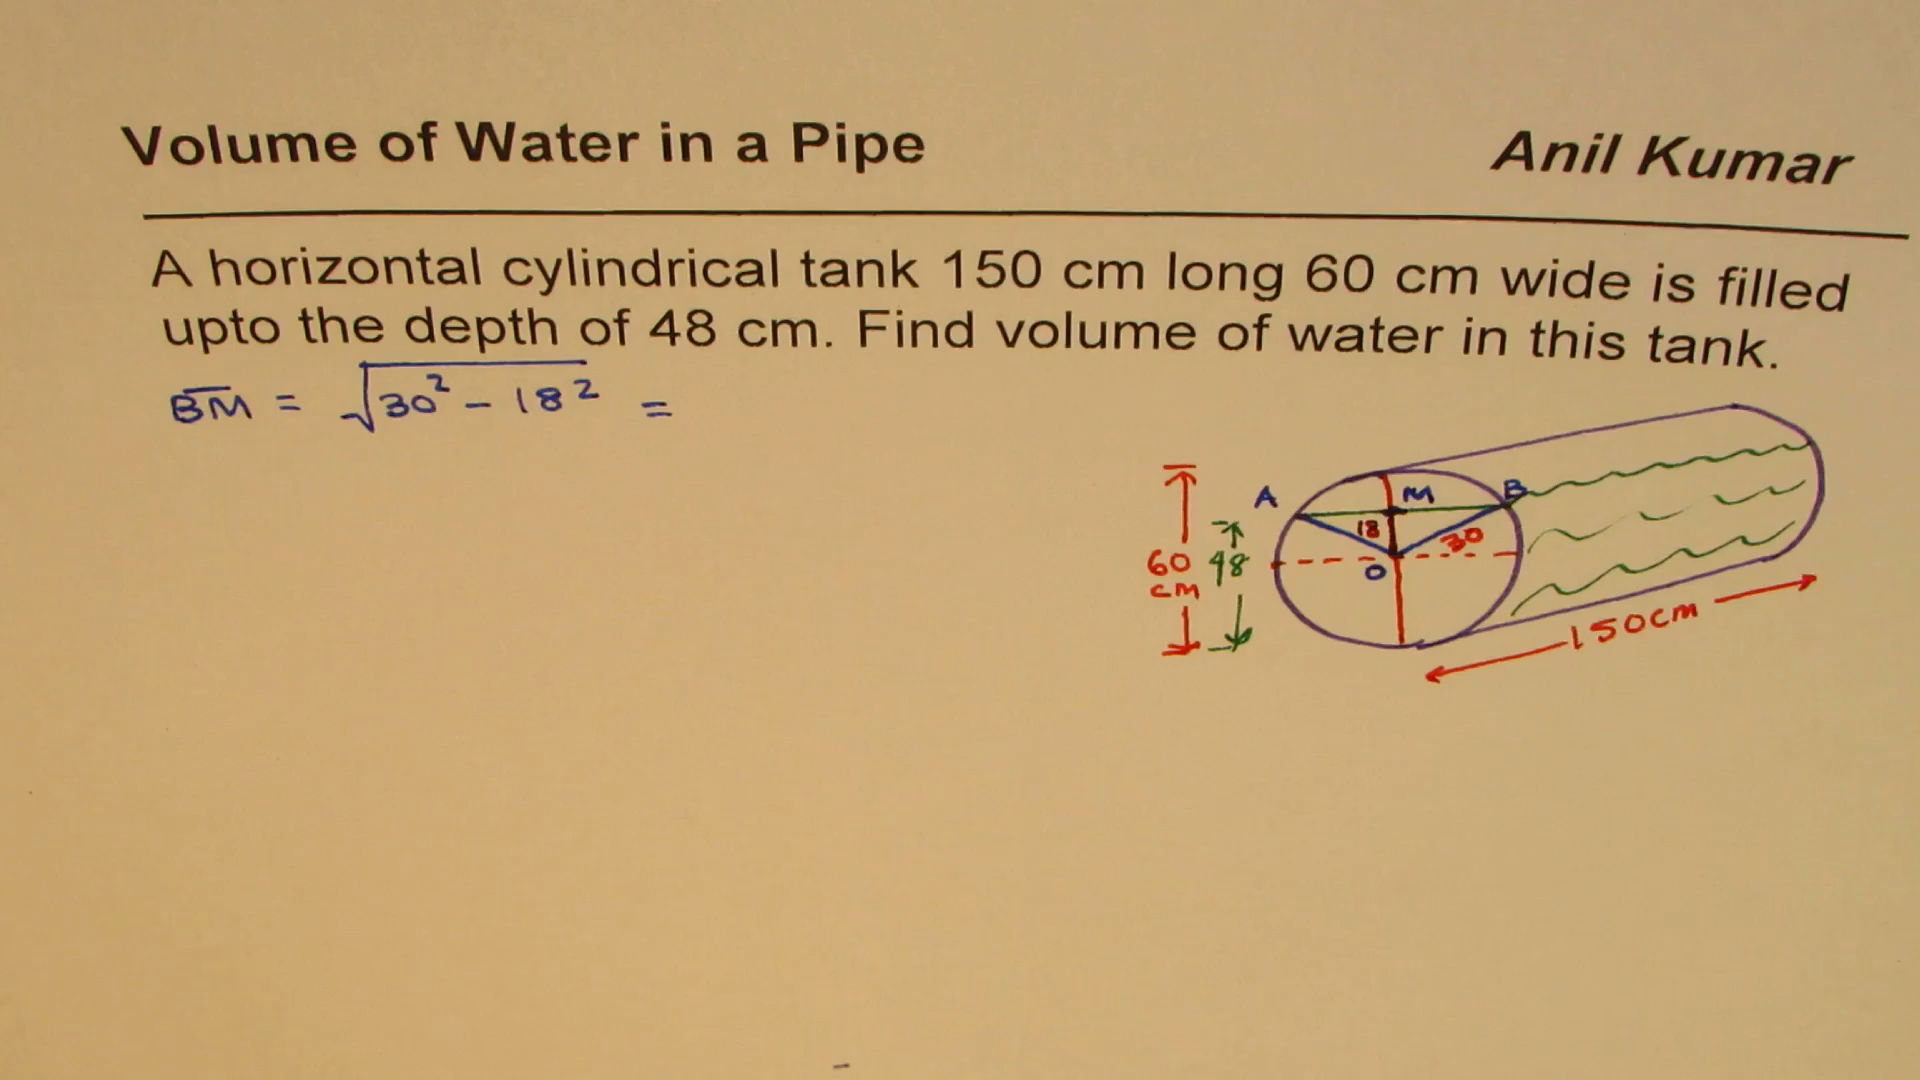 Volume of Water in a Pipe
Anil Kumar
A horizontal cylindrical tank 150 cm long 60 cm wide is filled
upto the depth of 48 cm. Find volume of water in this tank.
BM = √30² - 18² =
A M B
18 30
60 cm 48
O
150cm